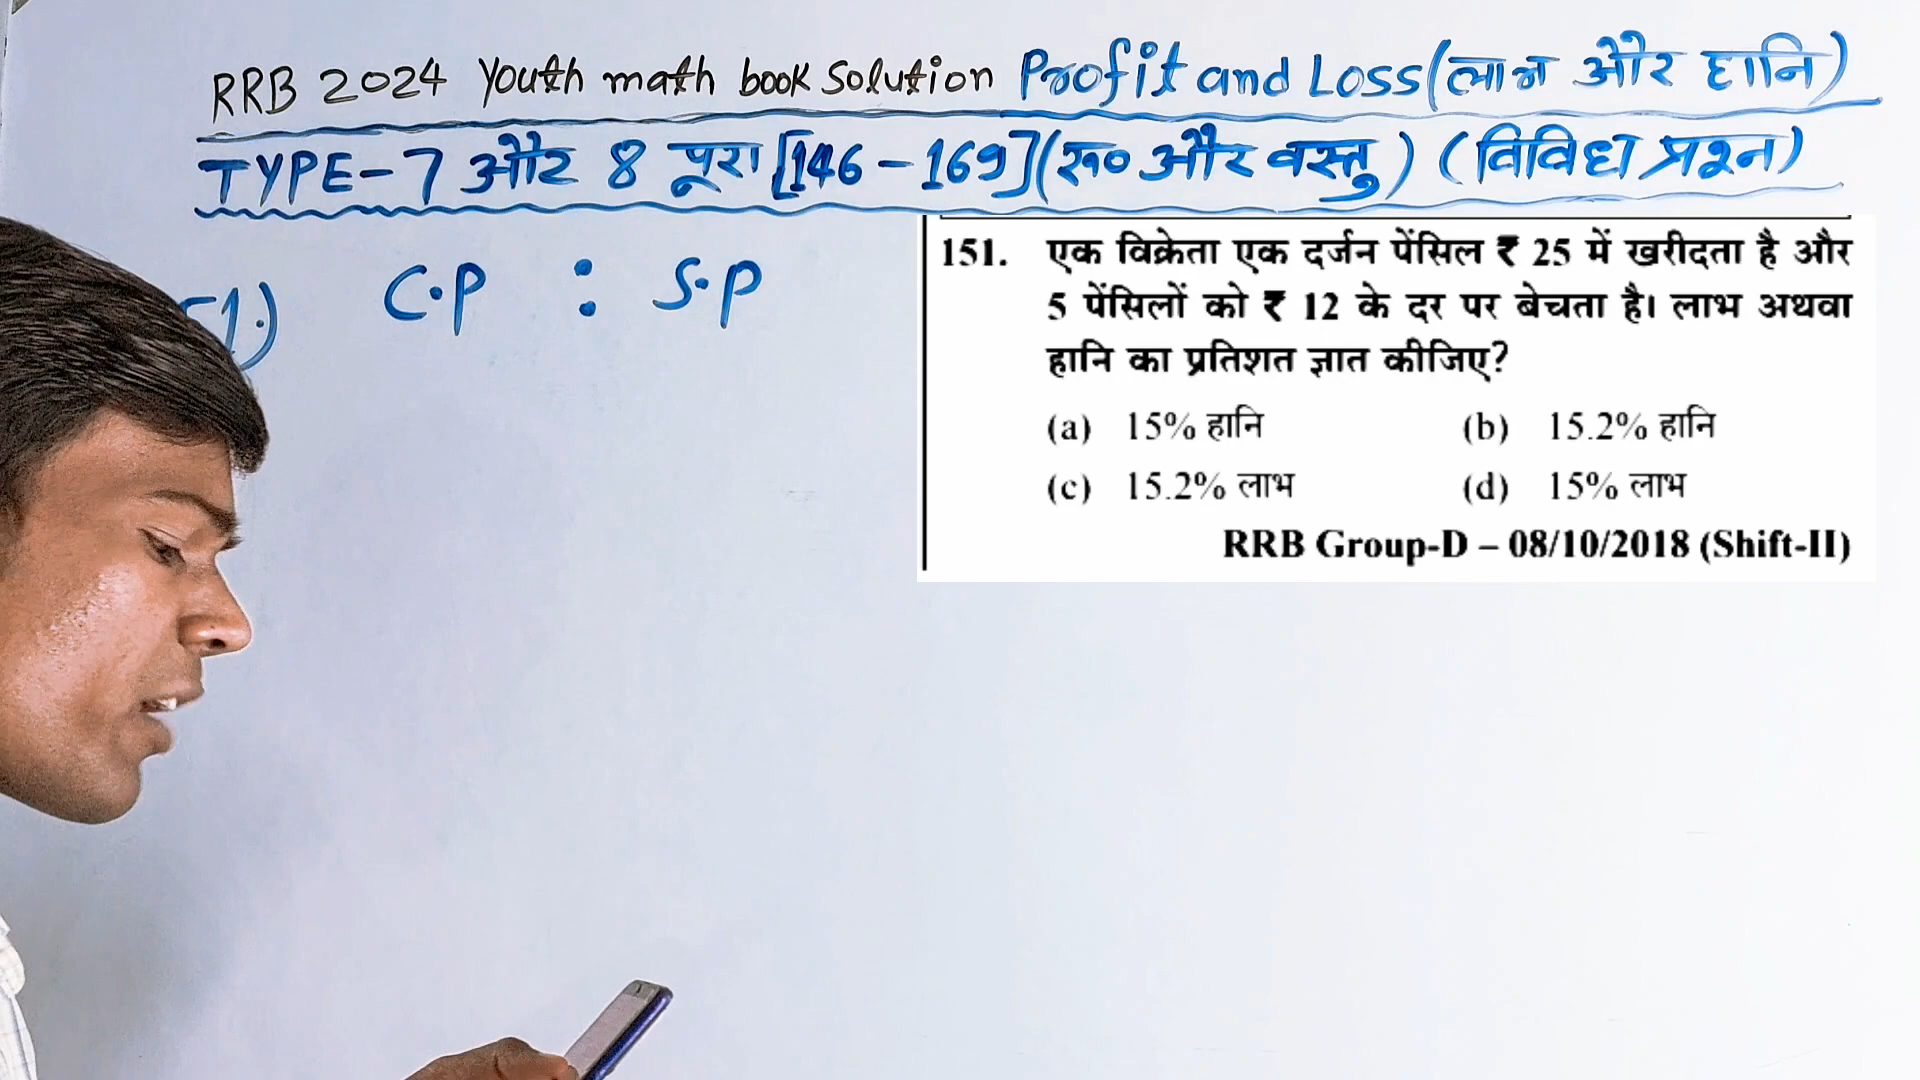 RRB 2024 Youth math book Solution Profit and Loss (लाभ और हानि)
TYPE-7 और 8 पूरा [146-169] (रू० और वस्तु) (विविध प्रश्न)
51.) C.P : S.P
151. एक विक्रेता एक दर्जन पेंसिल ₹ 25 में खरीदता है और
5 पेंसिलों को ₹ 12 के दर पर बेचता है। लाभ अथवा
हानि का प्रतिशत ज्ञात कीजिए?
(a) 15% हानि (b) 15.2% हानि
(c) 15.2% लाभ (d) 15% लाभ
RRB Group-D – 08/10/2018 (Shift-II)